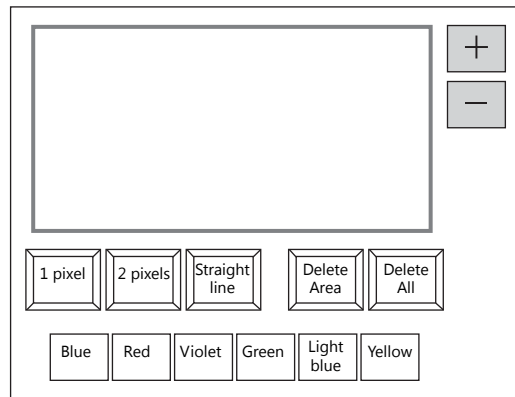 +
−
1 pixel
2 pixels
Straight
line
Delete
Area
Delete
All
Blue
Red
Violet
Green
Light
blue
Yellow